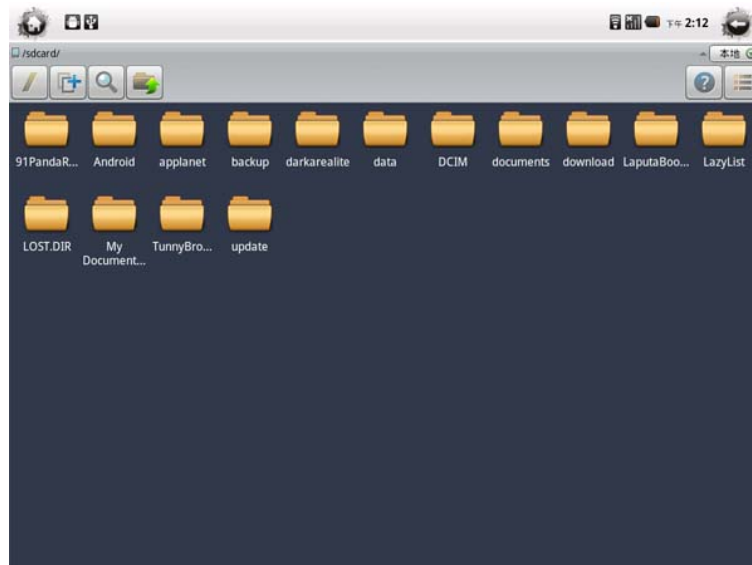 下午 2:12
/sdcard/
本地
91PandaR... Android applanet backup darkarealite data DCIM documents download LaputaBoo... LazyList
LOST.DIR My Document... TunnyBro... update